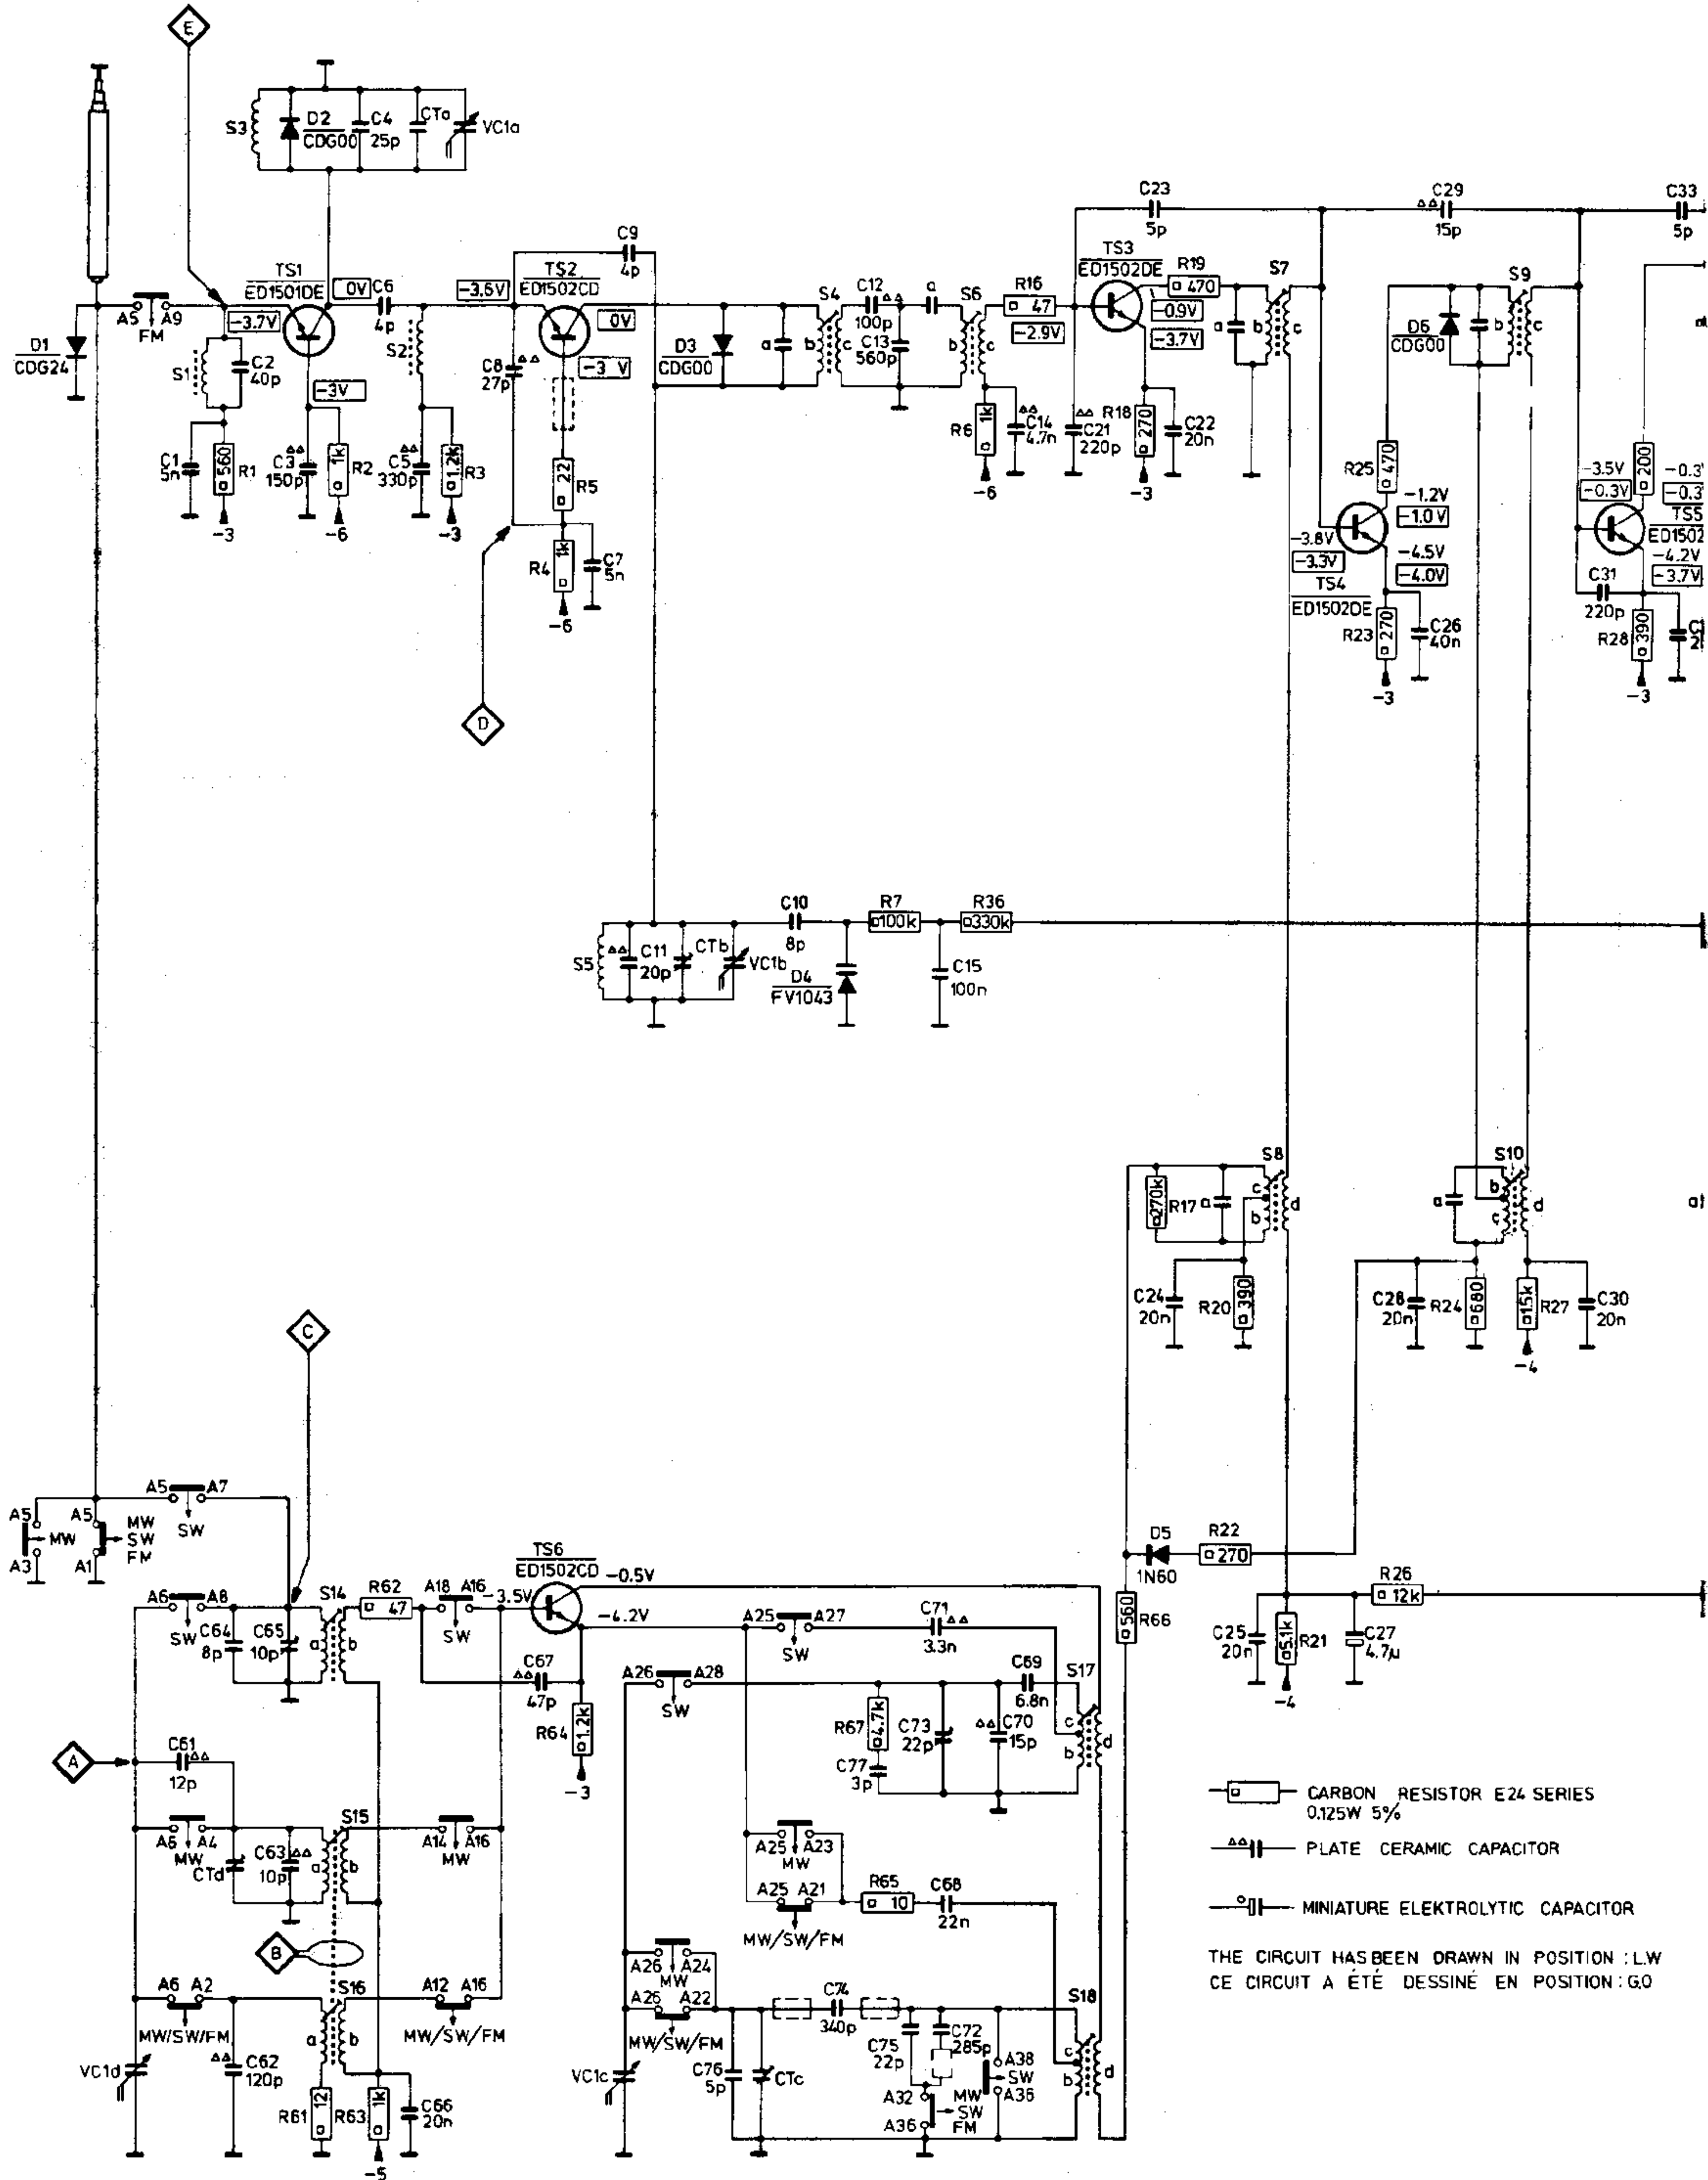 E
S3
D2
CDG00
C4
25p
CTa
VC1a
D1
CDG24
A5 A9
FM
S1
C2
40p
C1
5n
560
R1
TS1
ED1501DE
0V
-3.7V
-3V
C3
150p
1k
R2
C6
4p
S2
C5
330p
1.2k
R3
-3
-6
-3
C9
4p
-3,6V
TS2
ED1502CD
0V
-3 V
C8
27p
22
R5
R4
1k
C7
5n
-6
D
D3
CDG00
a
b
S4
c
C12
100p
C13
560p
a
b
S6
c
R16
47
-2.9V
R6
1k
C14
4.7n
-6
C21
220p
C23
5p
TS3
ED1502DE
-0.9V
-3.7V
R19
470
R18
270
C22
20n
-3
S7
a
b
c
C29
15p
C33
5p
R25
470
-1.2V
-1.0V
-3.8V
-3.3V
-4.5V
-4.0V
TS4
ED1502DE
R23
270
C26
40n
-3
D6
CDG00
S9
b
c
200
-3.5V
-0.3V
-0.3
-0.3
TS5
ED1502
-4.2V
-3.7V
C31
220p
R28
390
-3
S5
C11
20p
CTb
VC1b
C10
8p
D4
FV1043
R7
100k
R36
330k
C15
100n
270k
R17
a
S8
c
b
d
C24
20n
R20
390
S10
a
b
c
d
C28
20n
R24
680
15k
R27
C30
20n
-4
C
A5 A7
SW
A5
MW
A3
A5
A1
MW
SW
FM
A6 A8
SW
C64
8p
C65
10p
S14
a
b
R62
47
A18 A16
SW
-3.5V
TS6
ED1502CD
-0.5V
-4.2V
C67
47p
R64
1.2k
-3
A
C61
12p
A6 A4
MW
CTd
C63
10p
S15
a
b
A14 A16
MW
B
A6 A2
MW/SW/FM
S16
a
b
A12 A16
MW/SW/FM
VC1d
C62
120p
R61
12
R63
1k
C66
20n
-5
A25 A27
SW
C71
3.3n
A26 A28
SW
R67
4.7k
C77
3p
C73
22p
C70
15p
C69
6.8n
S17
c
b
d
A25 A23
MW
A25 A21
MW/SW/FM
R65
10
C68
22n
A26 A24
MW
A26 A22
MW/SW/FM
VC1c
C76
5p
CTc
C74
340p
C75
22p
C72
285p
A38
SW
A36
A32
A36
MW
SW
FM
S18
c
b
d
D5
1N60
R22
270
560
R66
R26
12k
C25
20n
5.1k
R21
C27
4.7µ
-4
CARBON RESISTOR E24 SERIES
0.125W 5%
PLATE CERAMIC CAPACITOR
MINIATURE ELEKTROLYTIC CAPACITOR
THE CIRCUIT HAS BEEN DRAWN IN POSITION : L.W
CE CIRCUIT A ÉTÉ DESSINÉ EN POSITION : G.O